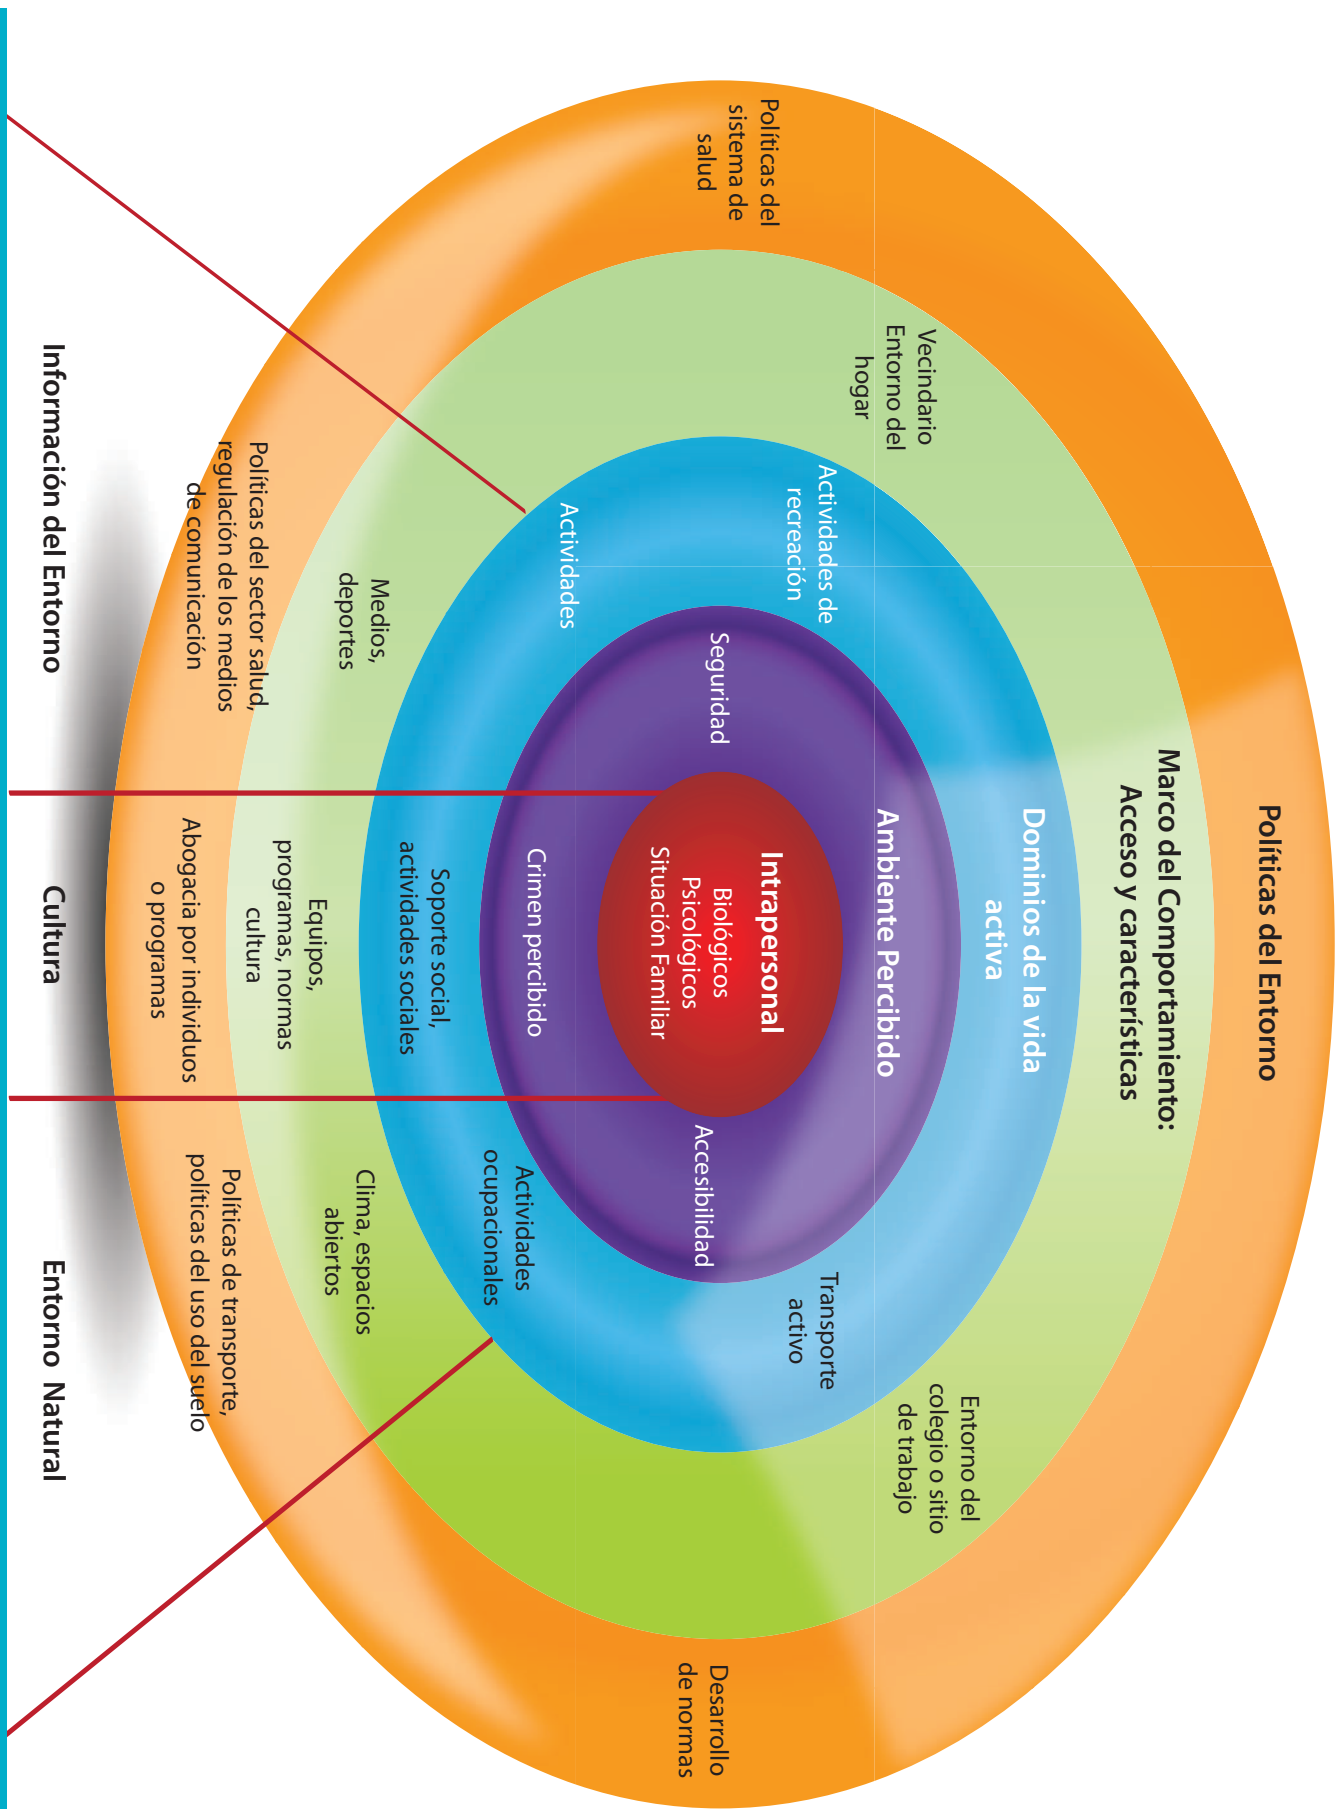 Políticas del Entorno
Marco del Comportamiento:
Acceso y características
Dominios de la vida
activa
Ambiente Percibido
Intrapersonal
Biológicos
Psicológicos
Situación Familiar
Vecindario
Entorno del
hogar
Entorno del
colegio o sitio
de trabajo
Actividades de
recreación
Transporte
activo
Políticas del
sistema de
salud
Seguridad
Accesibilidad
Desarrollo
de normas
Actividades
Crimen percibido
Actividades
ocupacionales
Soporte social,
actividades sociales
Medios,
deportes
Equipos,
programas, normas
cultura
Clima, espacios
abiertos
Políticas del sector salud,
regulación de los medios
de comunicación
Abogacia por individuos
o programas
Políticas de transporte,
políticas del uso del suelo
Información del Entorno
Cultura
Entorno Natural